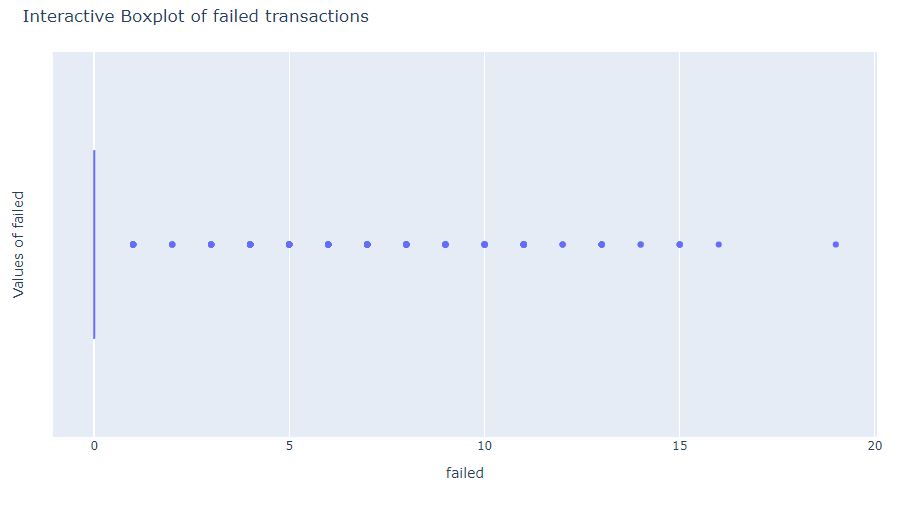 Interactive Boxplot of failed transactions
Values of failed
0
5
10
15
20
failed